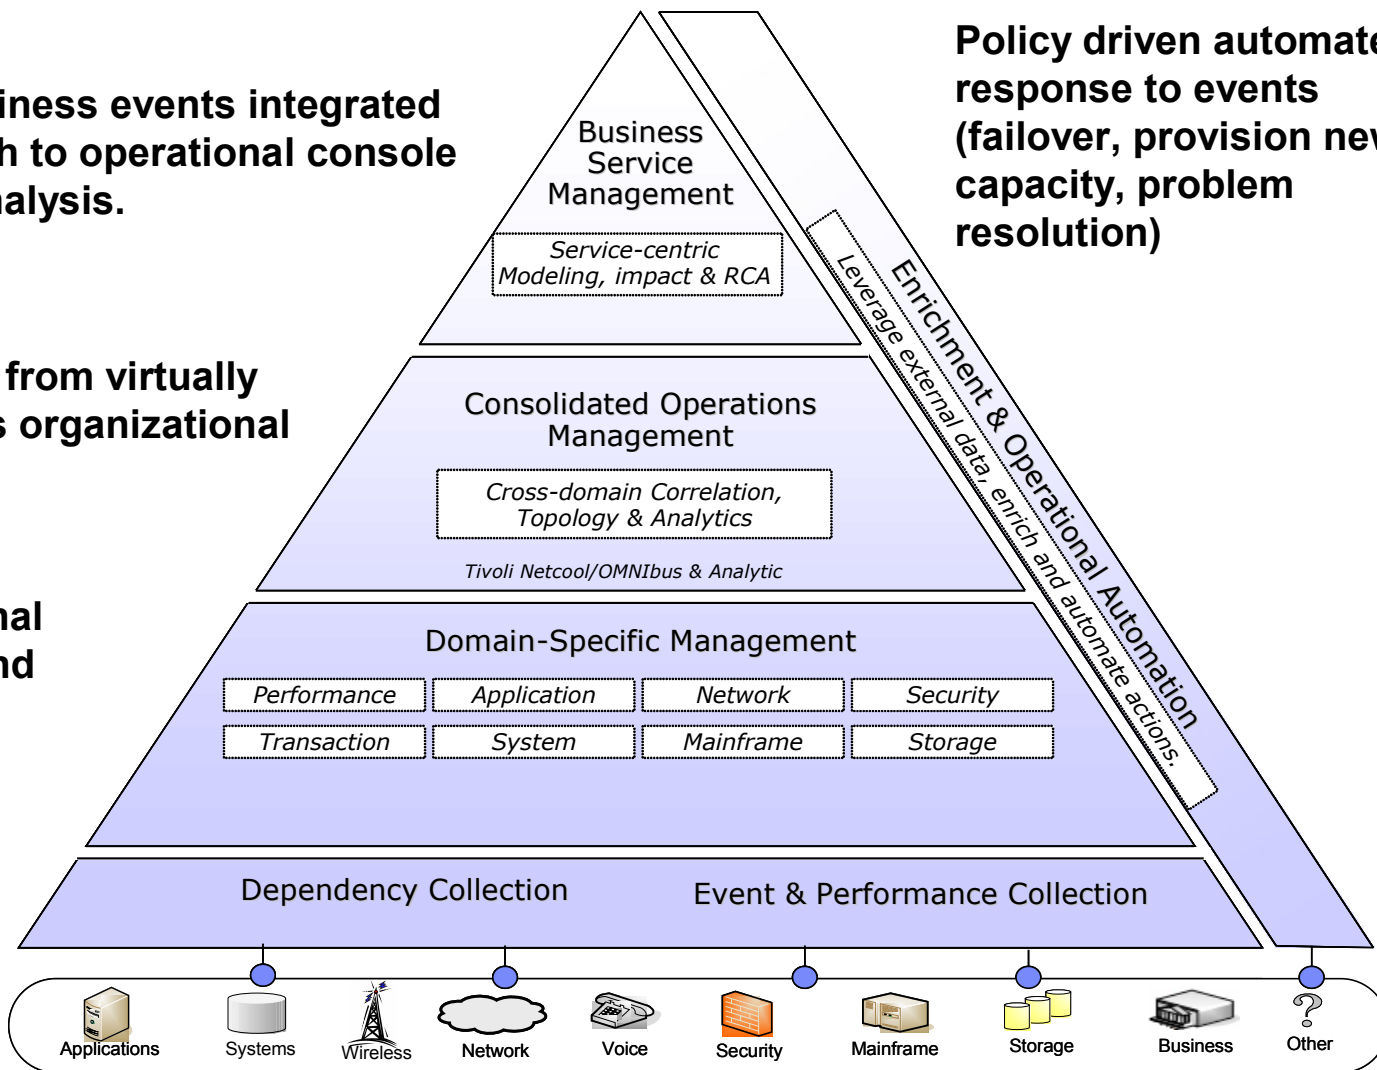 iness events integrated
h to operational console
nalysis.
from virtually
s organizational
nal
nd
Policy driven automate
response to events
(failover, provision new
capacity, problem
resolution)
Business
Service
Management
Service-centric
Modeling, impact & RCA
Consolidated Operations
Management
Cross-domain Correlation,
Topology & Analytics
Tivoli Netcool/OMNIbus & Analytic
Domain-Specific Management
Performance Application Network Security
Transaction System Mainframe Storage
Enrichment & Operational Automation
Leverage external data, enrich and automate actions.
Dependency Collection Event & Performance Collection
Applications Systems Wireless Network Voice Security Mainframe Storage Business Other